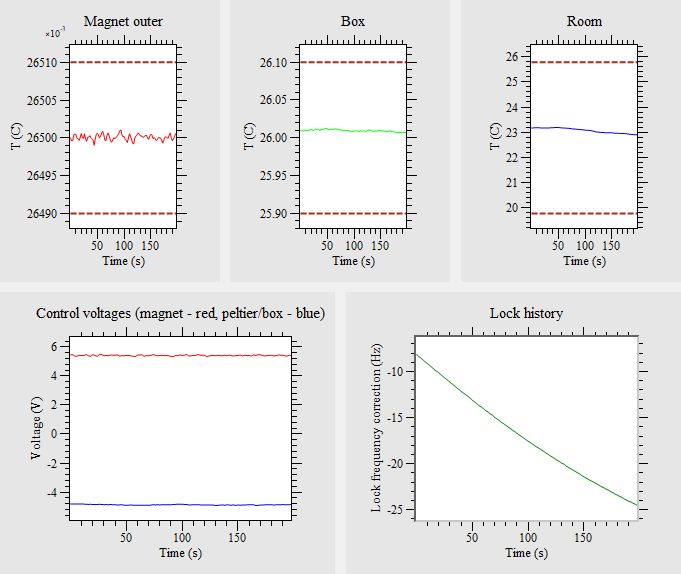 Magnet outer
×10⁻³
26510
26505
26500
26495
26490
T (C)
50 100 150
Time (s)
Box
26.10
26.05
26.00
25.95
25.90
T (C)
50 100 150
Time (s)
Room
26
25
24
23
22
21
20
T (C)
50 100 150
Time (s)
Control voltages (magnet - red, peltier/box - blue)
6
4
2
0
-2
-4
Voltage (V)
50 100 150
Time (s)
Lock history
-10
-15
-20
-25
Lock frequency correction (Hz)
50 100 150
Time (s)